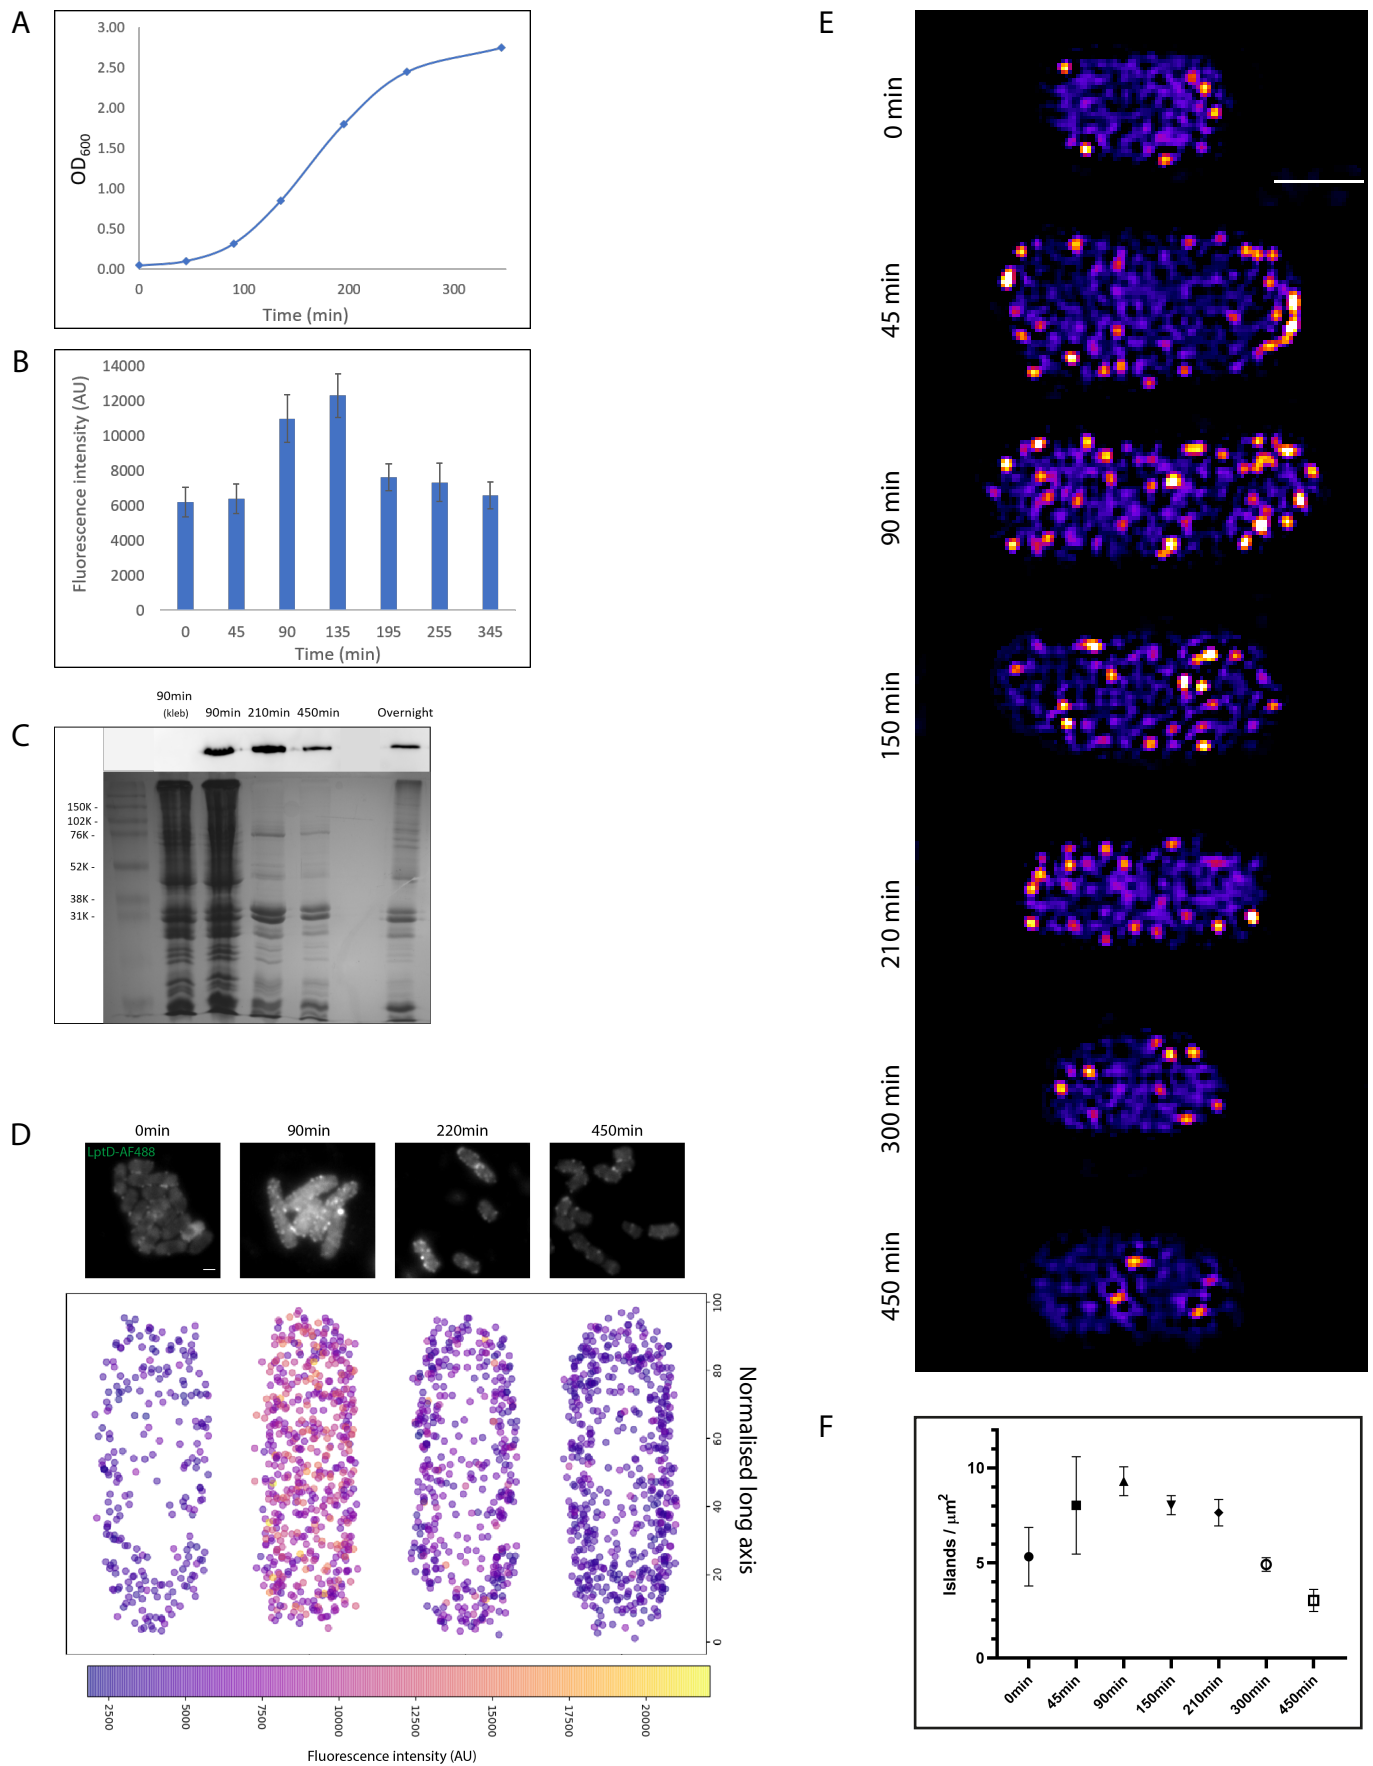 A
3.00
2.50
2.00
1.50
1.00
0.50
0.00
OD600
0 100 200 300
Time (min)
B
14000
12000
10000
8000
6000
4000
2000
0
Fluorescence intensity (AU)
0 45 90 135 195 255 345
Time (min)
C
90min
(kleb) 90min 210min 450min Overnight
150K -
102K -
76K -
52K -
38K -
31K -
D
0min 90min 220min 450min
LptD-AF488
100
80
60
40
20
0
Normalised long axis
2500 5000 7500 10000 12500 15000 17500 20000
Fluorescence intensity (AU)
E
0 min
45 min
90 min
150 min
210 min
300 min
450 min
F
10
5
0
Islands / µm2
0min 45min 90min 150min 210min 300min 450min